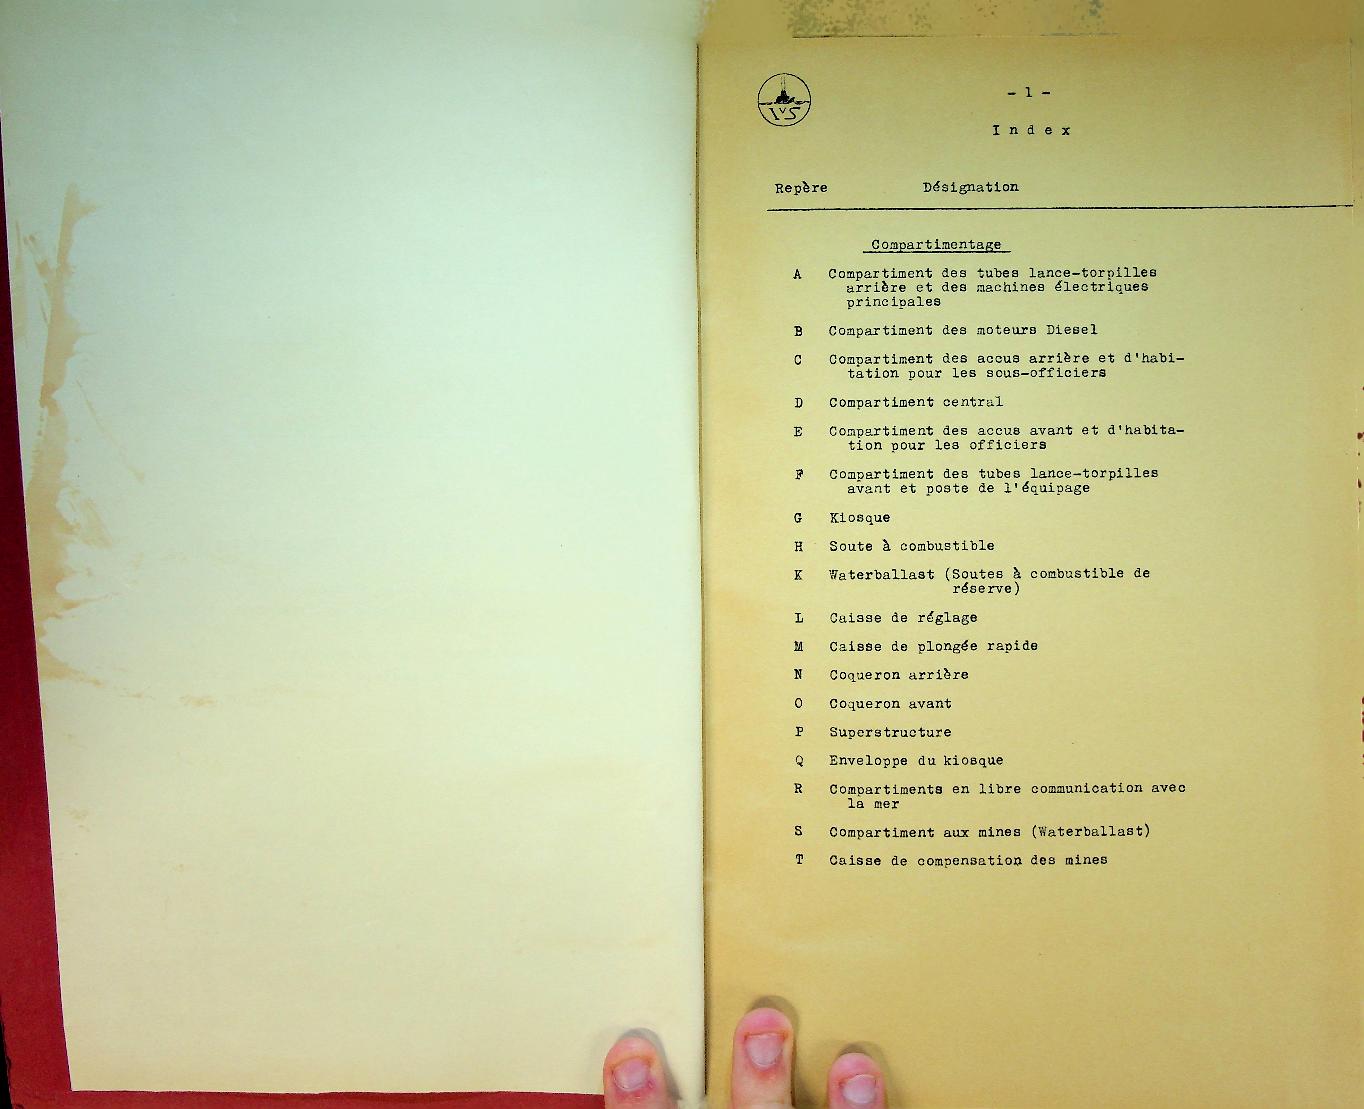 IvS
- 1 -
Index
Repère Désignation
Compartimentage
A Compartiment des tubes lance-torpilles
arrière et des machines électriques
principales
B Compartiment des moteurs Diesel
C Compartiment des accus arrière et d'habi-
tation pour les sous-officiers
D Compartiment central
E Compartiment des accus avant et d'habita-
tion pour les officiers
F Compartiment des tubes lance-torpilles
avant et poste de l'équipage
G Kiosque
H Soute à combustible
K Waterballast (Soutes à combustible de
réserve)
L Caisse de réglage
M Caisse de plongée rapide
N Coqueron arrière
O Coqueron avant
P Superstructure
Q Enveloppe du kiosque
R Compartiments en libre communication avec
la mer
S Compartiment aux mines (Waterballast)
T Caisse de compensation des mines